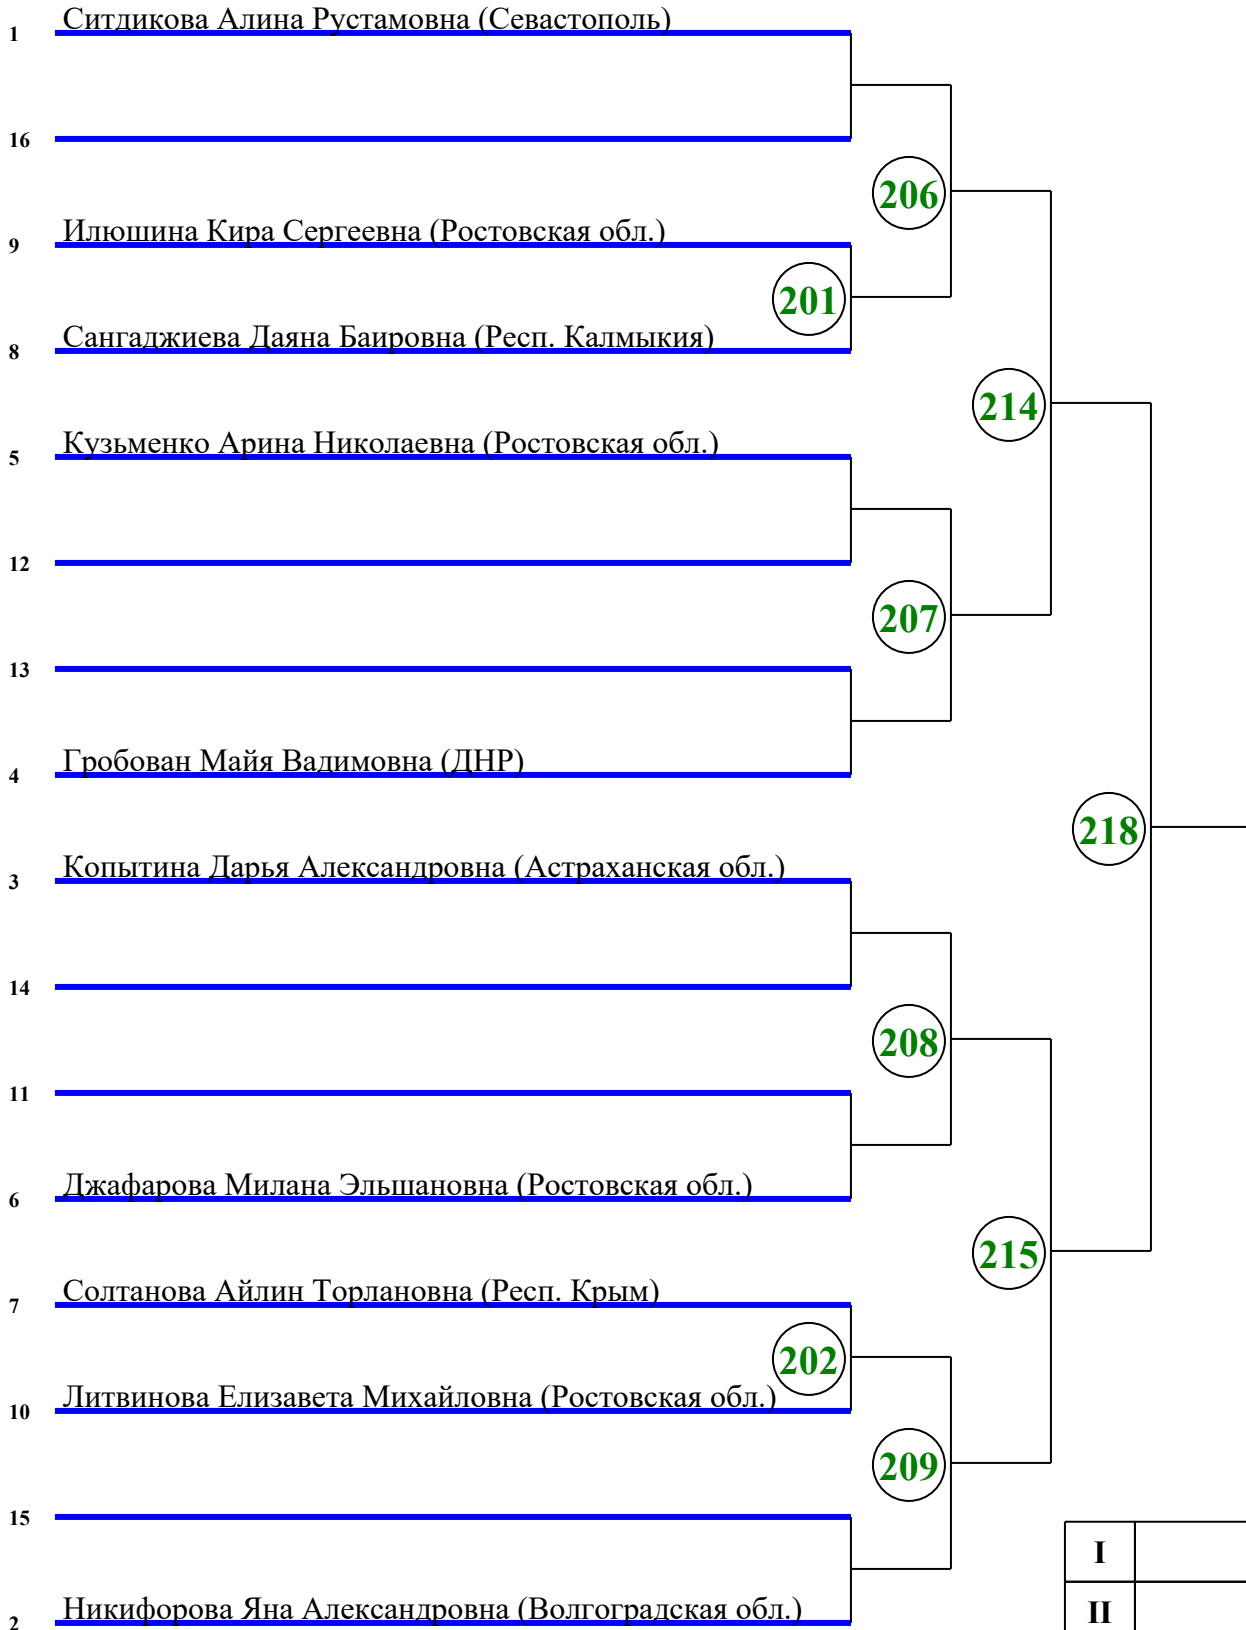 1 Ситдикова Алина Рустамовна (Севастополь)
16
206
9 Илюшина Кира Сергеевна (Ростовская обл.)
201
8 Сангаджиева Даяна Баировна (Респ. Калмыкия)
214
5 Кузьменко Арина Николаевна (Ростовская обл.)
12
207
13
4 Гробован Майя Вадимовна (ДНР)
218
3 Копытина Дарья Александровна (Астраханская обл.)
14
208
11
6 Джафарова Милана Эльшановна (Ростовская обл.)
215
7 Солтанова Айлин Торлановна (Респ. Крым)
202
10 Литвинова Елизавета Михайловна (Ростовская обл.)
209
15
I
2 Никифорова Яна Александровна (Волгоградская обл.)
II